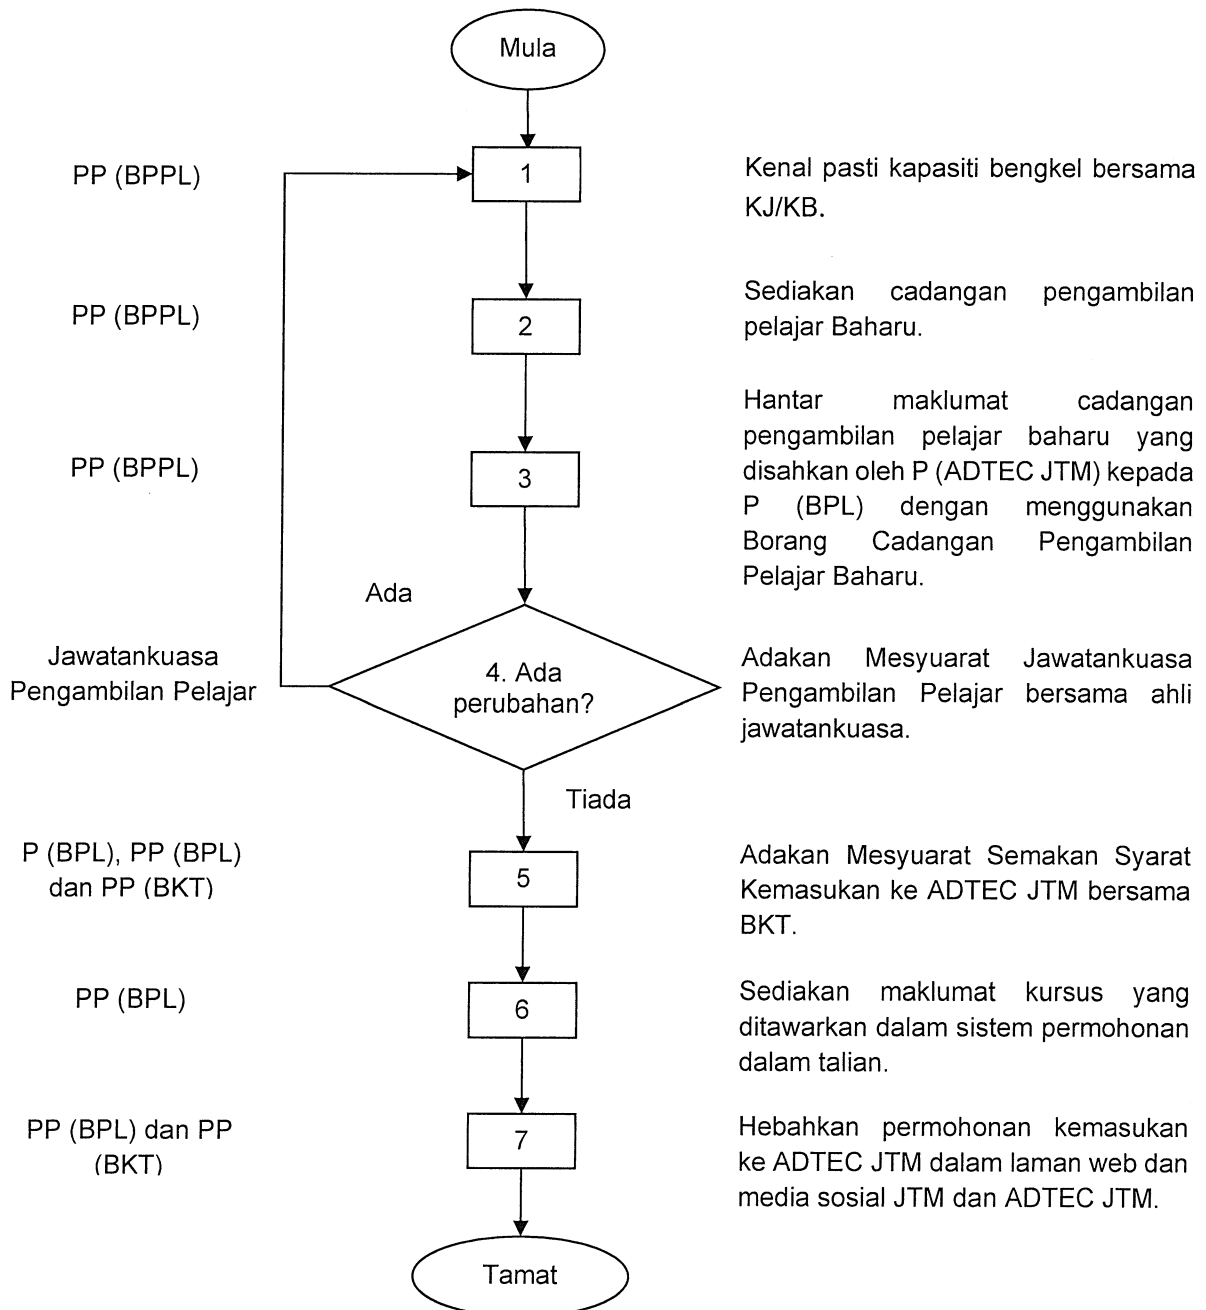 Mula
PP (BPPL)
1
Kenal pasti kapasiti bengkel bersama
KJ/KB.
PP (BPPL)
2
Sediakan cadangan pengambilan
pelajar Baharu.
PP (BPPL)
3
Hantar maklumat cadangan
pengambilan pelajar baharu yang
disahkan oleh P (ADTEC JTM) kepada
P (BPL) dengan menggunakan
Borang Cadangan Pengambilan
Pelajar Baharu.
Ada
Jawatankuasa
Pengambilan Pelajar
4. Ada
perubahan?
Adakan Mesyuarat Jawatankuasa
Pengambilan Pelajar bersama ahli
jawatankuasa.
Tiada
P (BPL), PP (BPL)
dan PP (BKT)
5
Adakan Mesyuarat Semakan Syarat
Kemasukan ke ADTEC JTM bersama
BKT.
PP (BPL)
6
Sediakan maklumat kursus yang
ditawarkan dalam sistem permohonan
dalam talian.
PP (BPL) dan PP
(BKT)
7
Hebahkan permohonan kemasukan
ke ADTEC JTM dalam laman web dan
media sosial JTM dan ADTEC JTM.
Tamat